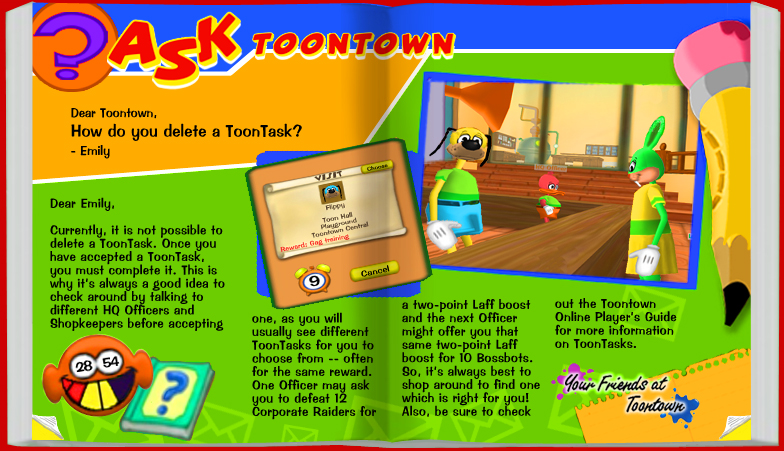 ASK TOONTOWN
Dear Toontown,
How do you delete a ToonTask?
- Emily
Dear Emily,
Currently, it is not possible to
delete a ToonTask. Once you
have accepted a ToonTask,
you must complete it. This is
why it's always a good idea to
check around by talking to
different HQ Officers and
Shopkeepers before accepting
28 54
?
VISIT
Choose
Flippy
Toon Hall
Playground
Toontown Central
Reward: Gag training
9
Cancel
one, as you will
usually see different
ToonTasks for you to
choose from -- often
for the same reward.
One Officer may ask
you to defeat 12
Corporate Raiders for
a two-point Laff boost
and the next Officer
might offer you that
same two-point Laff
boost for 10 Bossbots.
So, it's always best to
shop around to find one
which is right for you!
Also, be sure to check
out the Toontown
Online Player's Guide
for more information
on ToonTasks.
Your Friends at
Toontown